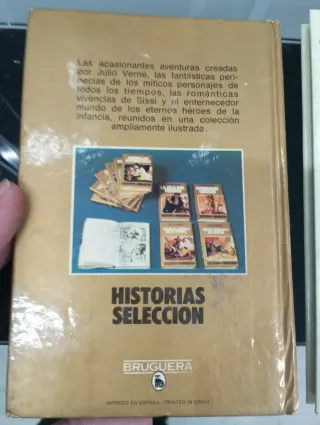 Las apasionantes aventuras creadas
por Julio Verne, las fantásticas peri-
pecias de los míticos personajes de
todos los tiempos, las románticas
vivencias de Sissi y el enternecedor
mundo de los eternos héroes de la
infancia, reunidos en una colección
ampliamente ilustrada.
HISTORIAS
SELECCION
BRUGUERA
IMPRESO EN ESPAÑA - PRINTED IN SPAIN